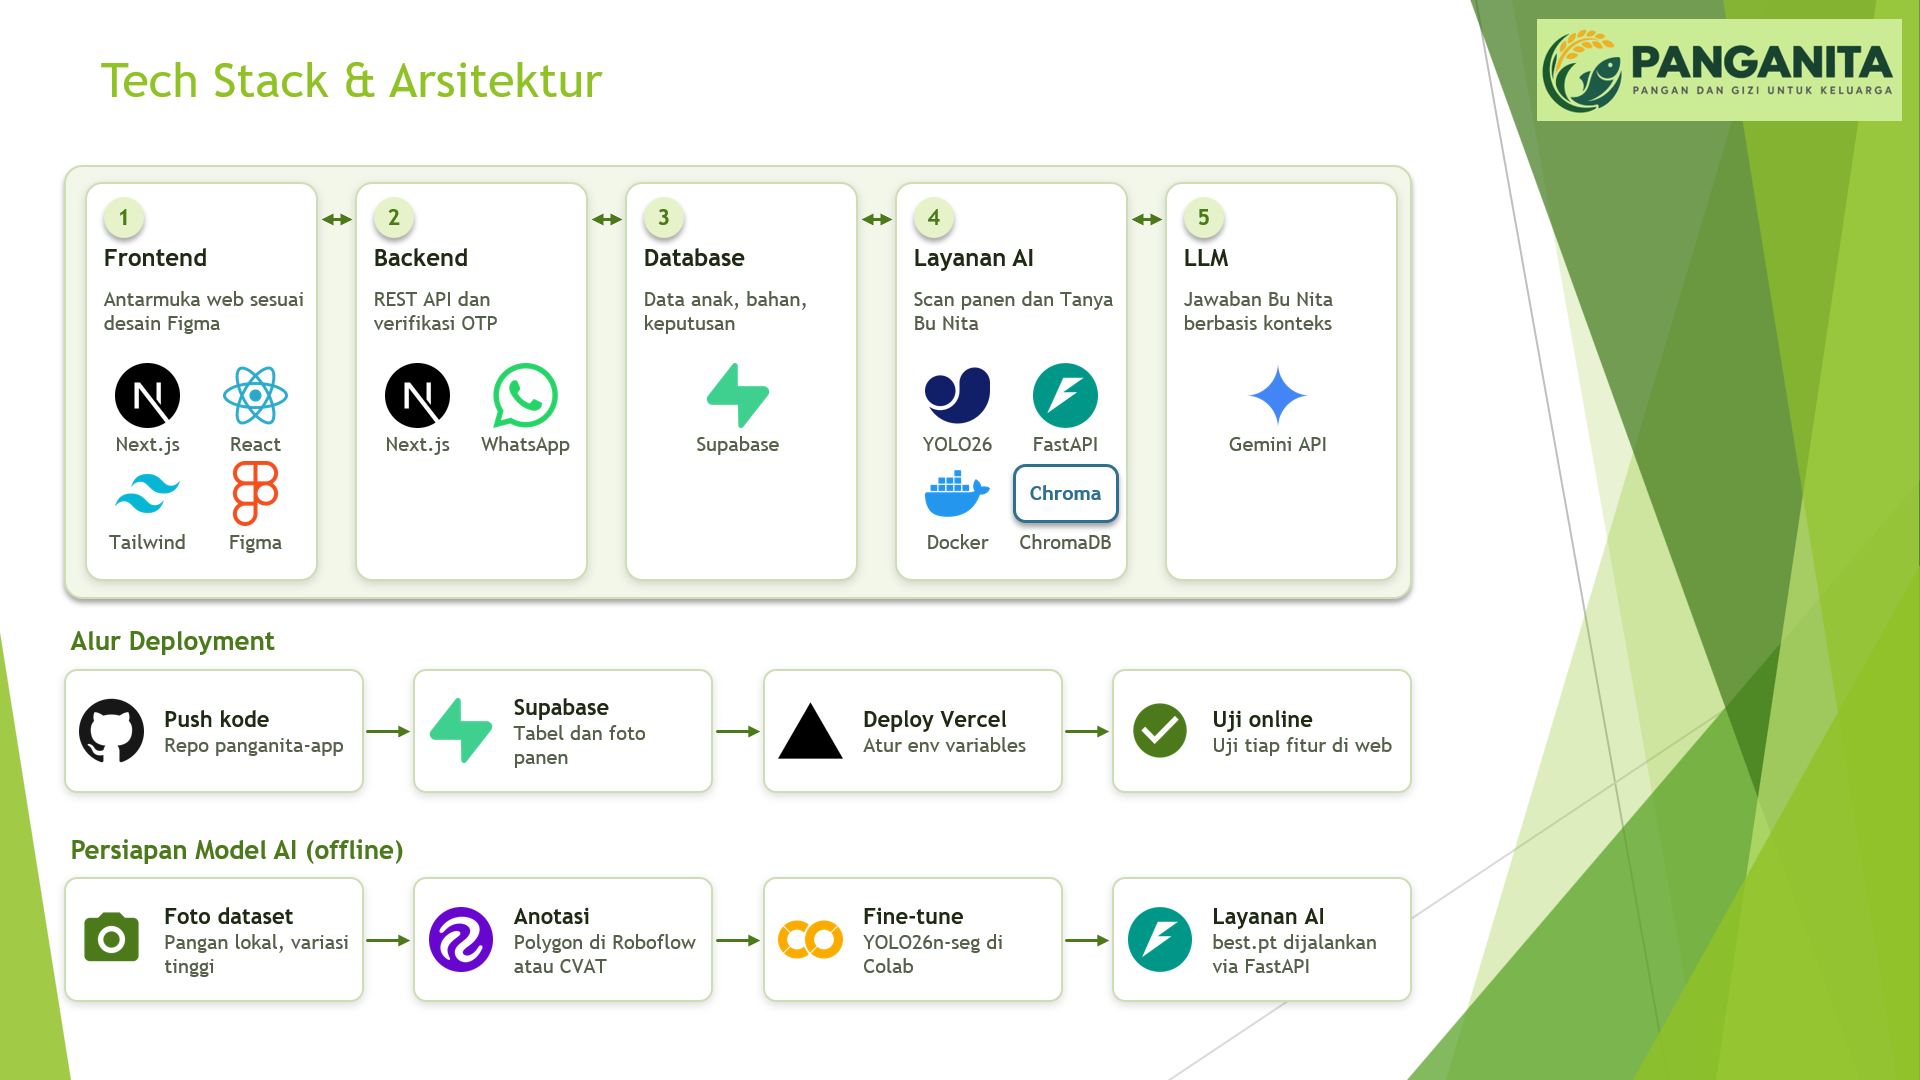 Tech Stack & Arsitektur
PANGANITA
PANGAN DAN GIZI UNTUK KELUARGA
1
Frontend
Antarmuka web sesuai
desain Figma
Next.js
React
Tailwind
Figma
2
Backend
REST API dan
verifikasi OTP
Next.js
WhatsApp
3
Database
Data anak, bahan,
keputusan
Supabase
4
Layanan AI
Scan panen dan Tanya
Bu Nita
YOLO26
FastAPI
Docker
Chroma
ChromaDB
5
LLM
Jawaban Bu Nita
berbasis konteks
Gemini API
Alur Deployment
Push kode
Repo panganita-app
Supabase
Tabel dan foto
panen
Deploy Vercel
Atur env variables
Uji online
Uji tiap fitur di web
Persiapan Model AI (offline)
Foto dataset
Pangan lokal, variasi
tinggi
Anotasi
Polygon di Roboflow
atau CVAT
Fine-tune
YOLO26n-seg di
Colab
Layanan AI
best.pt dijalankan
via FastAPI